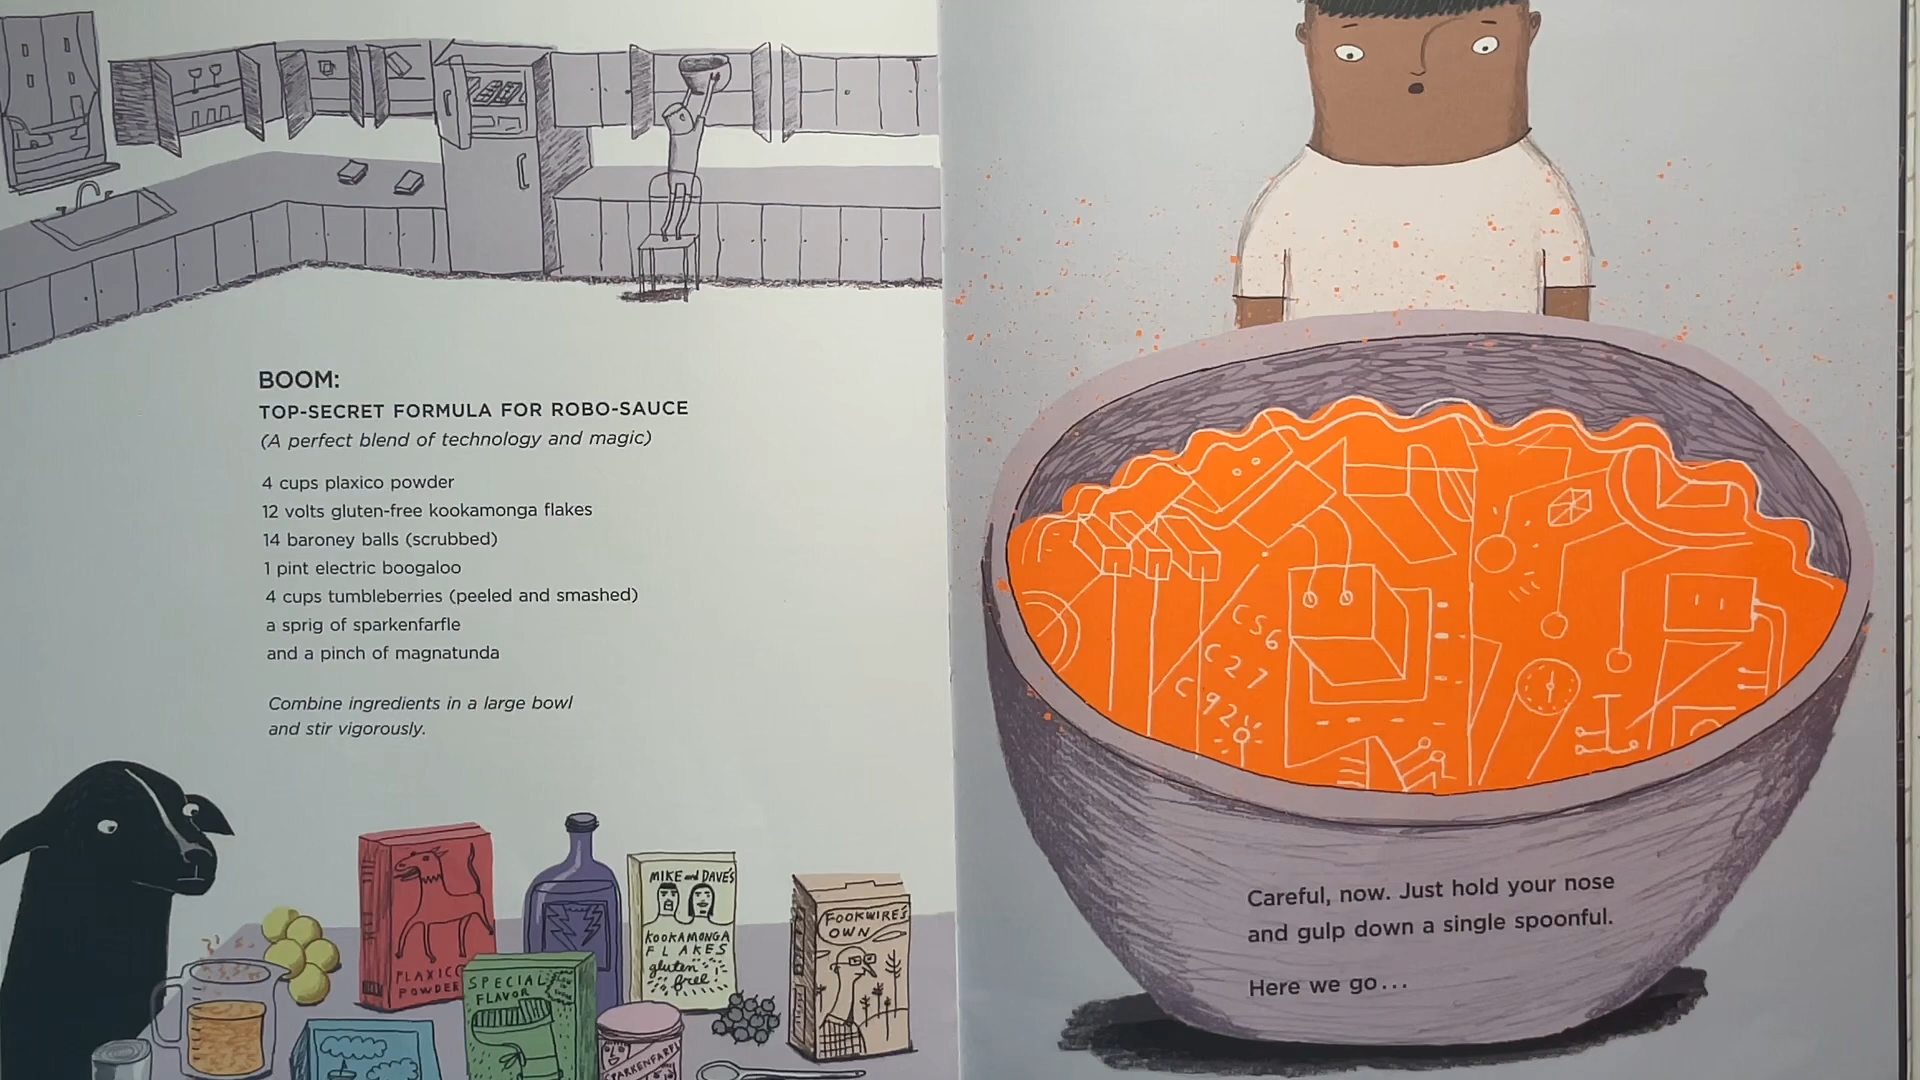 BOOM:
TOP-SECRET FORMULA FOR ROBO-SAUCE
(A perfect blend of technology and magic)
4 cups plaxico powder
12 volts gluten-free kookamonga flakes
14 baroney balls (scrubbed)
1 pint electric boogaloo
4 cups tumbleberries (peeled and smashed)
a sprig of sparkenfarfle
and a pinch of magnatunda
Combine ingredients in a large bowl
and stir vigorously.
PLAXICO
POWDER
SPECIAL
FLAVOR
MIKE and DAVE'S
KOOKAMONGA
FLAKES
gluten
free
SPARKENFARFL
FOOKWIRE'S
OWN
C56
C27
C92
Careful, now. Just hold your nose
and gulp down a single spoonful.
Here we go...